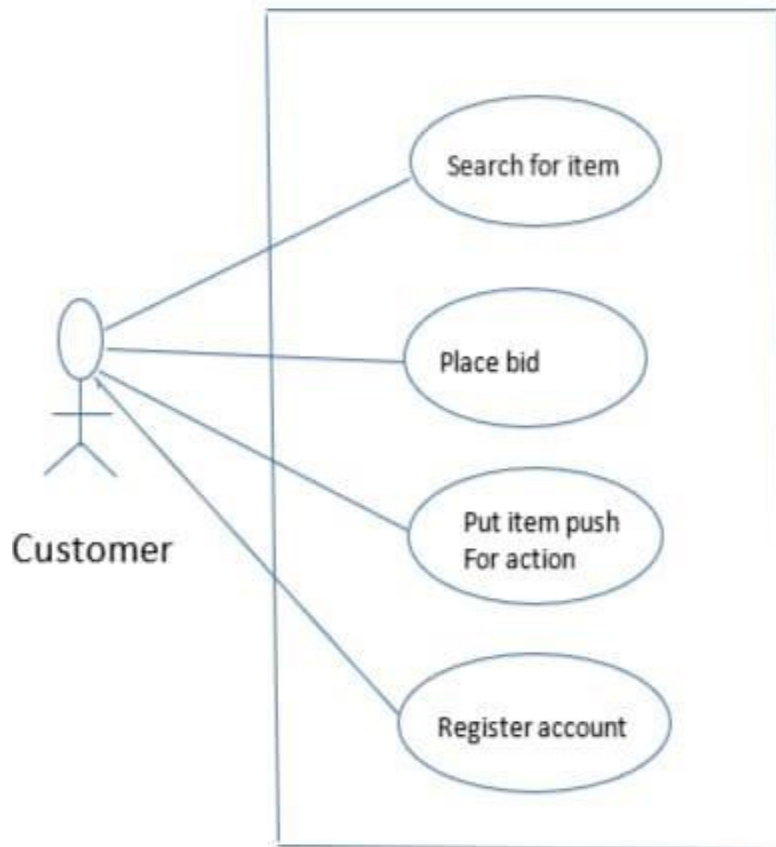 Search for item
Place bid
Put item push
For action
Customer
Register account